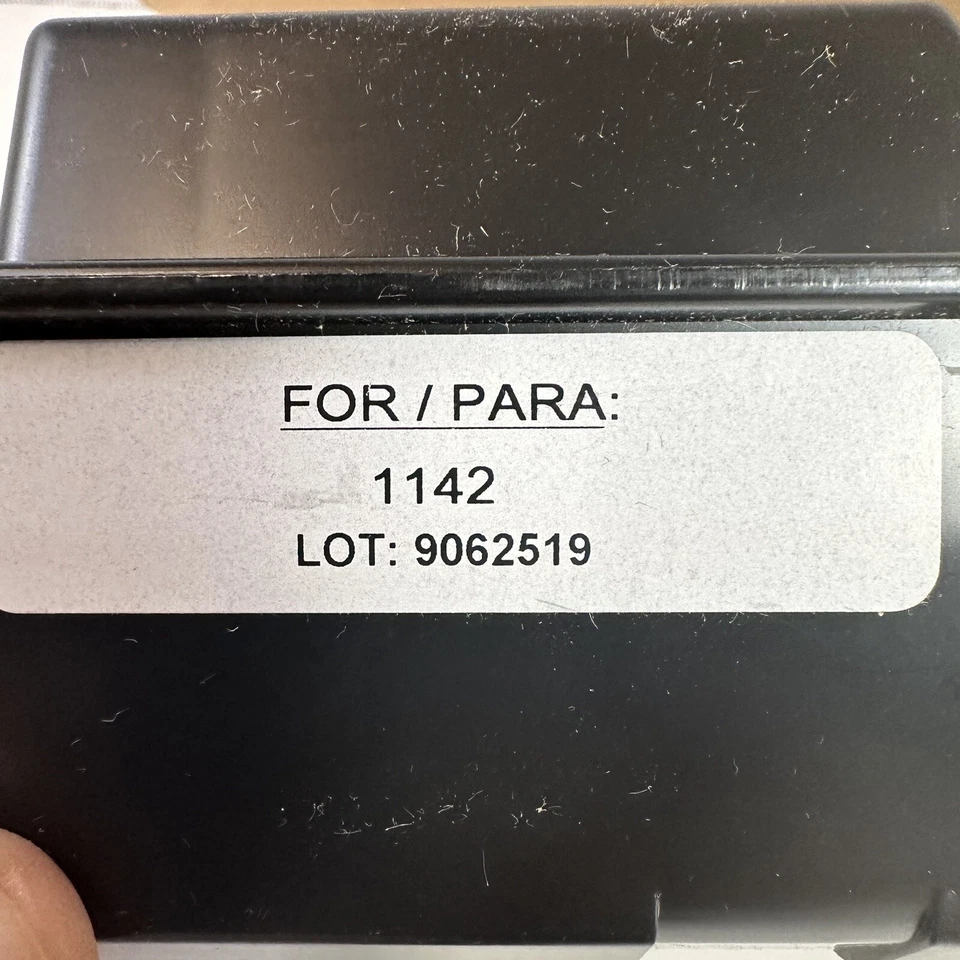 FOR / PARA:
1142
LOT: 9062519